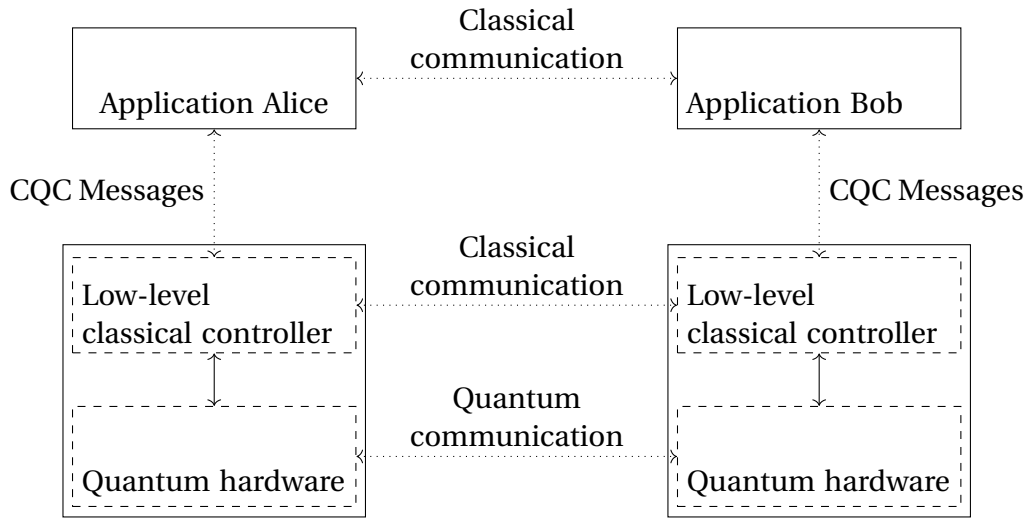 Classical
communication
Application Alice
Application Bob
CQC Messages
CQC Messages
Classical
communication
Low-level
classical controller
Low-level
classical controller
Quantum
communication
Quantum hardware
Quantum hardware